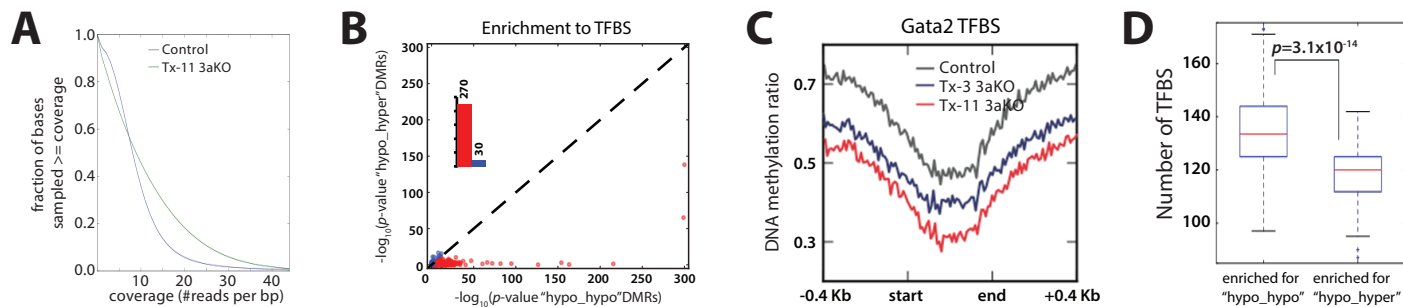 A
Control
Tx-11 3aKO
fraction of bases
sampled >= coverage
1.0
0.8
0.6
0.4
0.2
0.0
10
20
30
40
coverage (#reads per bp)
B
Enrichment to TFBS
-log10(p-value "hypo_hyper" DMRs)
300
250
200
150
100
50
0
270
30
0
50
100
150
200
250
300
-log10(p-value "hypo_hypo" DMRs)
C
Gata2 TFBS
Control
Tx-3 3aKO
Tx-11 3aKO
DNA methylation ratio
0.7
0.5
0.3
-0.4 Kb
start
end
+0.4 Kb
D
p=3.1x10-14
Number of TFBS
160
140
120
100
enriched for
"hypo_hypo"
enriched for
"hypo_hyper"